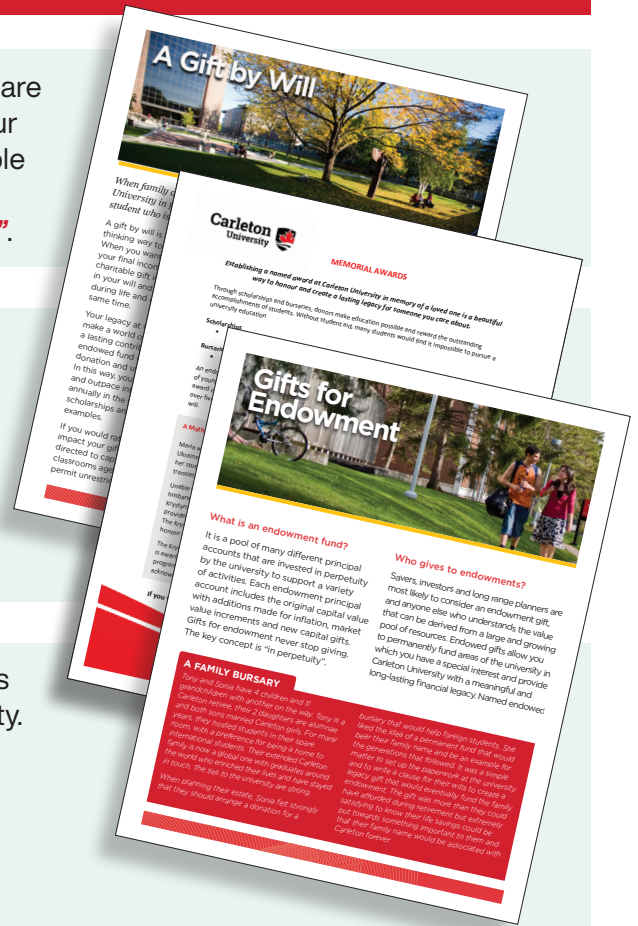 are
ur
ple
”.
s
ty.
A Gift by Will
When family
University in
student who is
A gift by will is
thinking way to
When you want
your final incom
charitable gift
in your will and
during life and
same time.
Your legacy at
make a world o
a lasting contri
endowed fund
donation and u
In this way, you
and outpace in
annually in the
scholarships an
examples.
If you would rat
impact your gif
directed to cap
classrooms age
permit unrestri
Carleton
University
MEMORIAL AWARDS
Establishing a named award at Carleton University in memory of a loved one is a beautiful
way to honour and create a lasting legacy for someone you care about.
Through scholarships and bursaries, donors make education possible and reward the outstanding
accomplishments of students. Without student aid, many students would find it impossible to pursue a
university education
Scholarships
Bursari
An endo
of youn
award
over fiv
will.
A Moth
Maria w
Ukraine
her stu
transla
Unable
husban
Krystyn
provid
The Kry
honour
The Kry
is awar
progra
acknow
If you
Gifts for
Endowment
What is an endowment fund?
It is a pool of many different principal
accounts that are invested in perpetuity
by the university to support a variety
of activities. Each endowment principal
account includes the original capital value
with additions made for inflation, market
value increments and new capital gifts.
Gifts for endowment never stop giving.
The key concept is “in perpetuity”.
Who gives to endowments?
Savers, investors and long range planners are
most likely to consider an endowment gift,
and anyone else who understands the value
that can be derived from a large and growing
pool of resources. Endowed gifts allow you
to permanently fund areas of the university in
which you have a special interest and provide
Carleton University with a meaningful and
long-lasting financial legacy. Named endowed
A FAMILY BURSARY
Tony and Sonia have 4 children and 11
grandchildren with another on the way. Tony is a
Carleton retiree, their 2 daughters are alumnae
and both sons married Carleton girls. For many
years, they hosted students in their spare
room, with a preference for being a home to
international students. Their extended Carleton
family is now a global one with graduates around
the world who enriched their lives and have stayed
in touch. The tie to the university are strong.
When planning their estate, Sonia felt strongly
that they should arrange a donation for a
bursary that would help foreign students. She
liked the idea of a permanent fund that would
bear their family name and be an example for
the generations that followed. It was a simple
matter to set up the paperwork at the university
and to write a clause for their wills to create a
legacy gift that would eventually fund the family
endowment. The gift was more than they could
have afforded during retirement but extremely
satisfying to know their life savings could be
put towards something important to them and
that their family name would be associated with
Carleton forever.